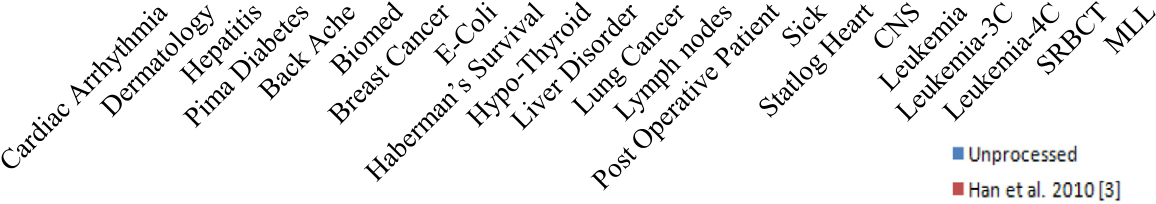 Cardiac Arrhythmia
Dermatology
Hepatitis
Pima Diabetes
Back Ache
Biomed
Breast Cancer
E-Coli
Haberman's Survival
Hypo-Thyroid
Liver Disorder
Lung Cancer
Lymph nodes
Post Operative Patient
Sick
Statlog Heart
CNS
Leukemia
Leukemia-3C
Leukemia-4C
SRBCT
MLL
Unprocessed
Han et al. 2010 [3]